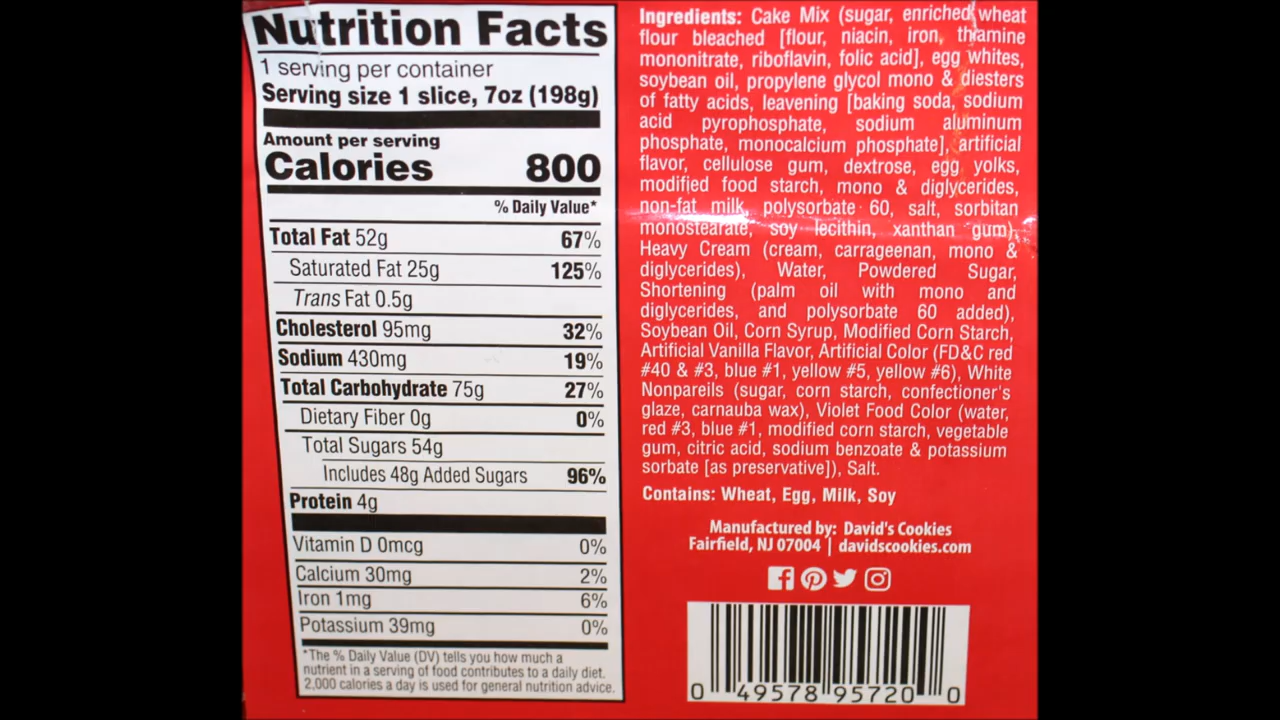 Nutrition Facts
1 serving per container
Serving size 1 slice, 7oz (198g)
Amount per serving
Calories 800
% Daily Value*
Total Fat 52g 67%
Saturated Fat 25g 125%
Trans Fat 0.5g
Cholesterol 95mg 32%
Sodium 430mg 19%
Total Carbohydrate 75g 27%
Dietary Fiber 0g 0%
Total Sugars 54g
Includes 48g Added Sugars 96%
Protein 4g
Vitamin D 0mcg 0%
Calcium 30mg 2%
Iron 1mg 6%
Potassium 39mg 0%
*The % Daily Value (DV) tells you how much a
nutrient in a serving of food contributes to a daily diet.
2,000 calories a day is used for general nutrition advice.
Ingredients: Cake Mix (sugar, enriched wheat
flour bleached [flour, niacin, iron, thiamine
mononitrate, riboflavin, folic acid], egg whites,
soybean oil, propylene glycol mono & diesters
of fatty acids, leavening [baking soda, sodium
acid pyrophosphate, sodium aluminum
phosphate, monocalcium phosphate], artificial
flavor, cellulose gum, dextrose, egg yolks,
modified food starch, mono & diglycerides,
non-fat milk, polysorbate 60, salt, sorbitan
monostearate, soy lecithin, xanthan gum),
Heavy Cream (cream, carrageenan, mono &
diglycerides), Water, Powdered Sugar,
Shortening (palm oil with mono and
diglycerides, and polysorbate 60 added),
Soybean Oil, Corn Syrup, Modified Corn Starch,
Artificial Vanilla Flavor, Artificial Color (FD&C red
#40 & #3, blue #1, yellow #5, yellow #6), White
Nonpareils (sugar, corn starch, confectioner's
glaze, carnauba wax), Violet Food Color (water,
red #3, blue #1, modified corn starch, vegetable
gum, citric acid, sodium benzoate & potassium
sorbate [as preservative]), Salt.
Contains: Wheat, Egg, Milk, Soy
Manufactured by: David's Cookies
Fairfield, NJ 07004 | davidscookies.com
0 49578 95720 0